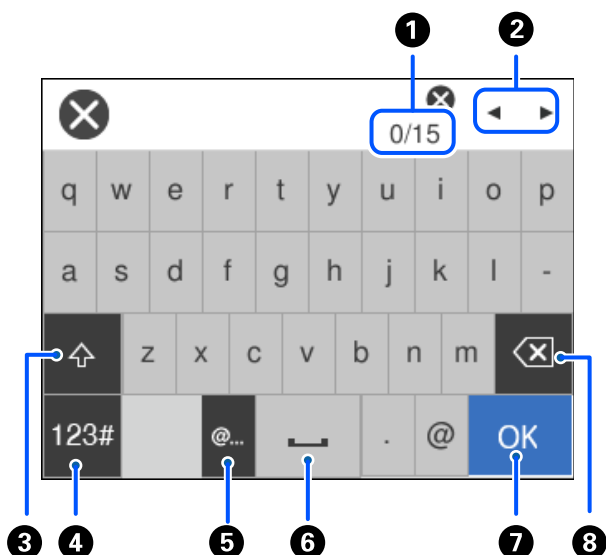 1 2
0/15
q w e r t y u i o p
a s d f g h j k l -
z x c v b n m
123# @... . @ OK
3 4 5 6 7 8